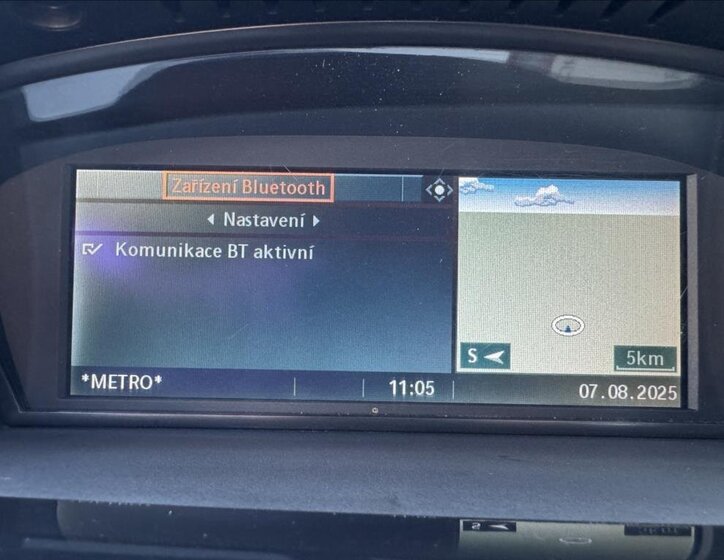 Zařízení Bluetooth
Nastavení
Komunikace BT aktivní
S
5km
*METRO*
11:05
07.08.2025